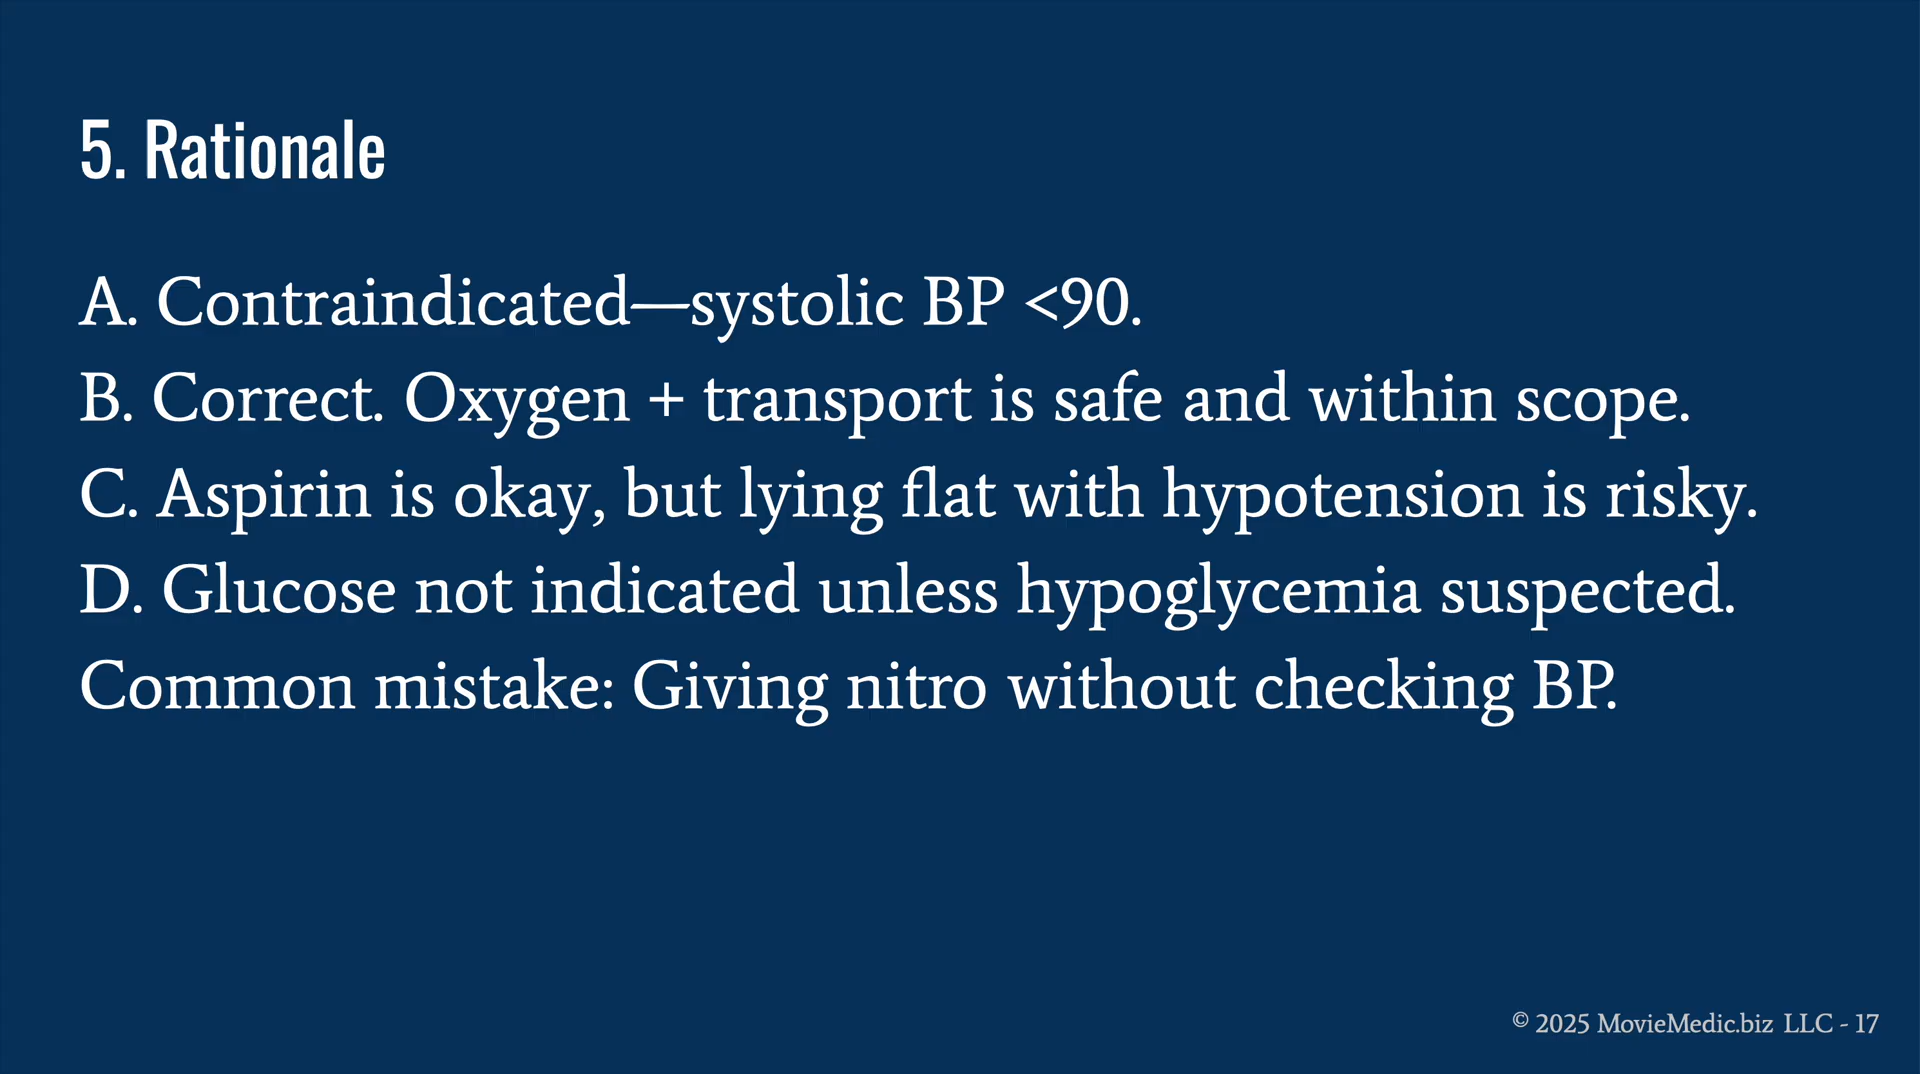 5. Rationale
A. Contraindicated—systolic BP <90.
B. Correct. Oxygen + transport is safe and within scope.
C. Aspirin is okay, but lying flat with hypotension is risky.
D. Glucose not indicated unless hypoglycemia suspected.
Common mistake: Giving nitro without checking BP.
© 2025 MovieMedic.biz LLC - 17